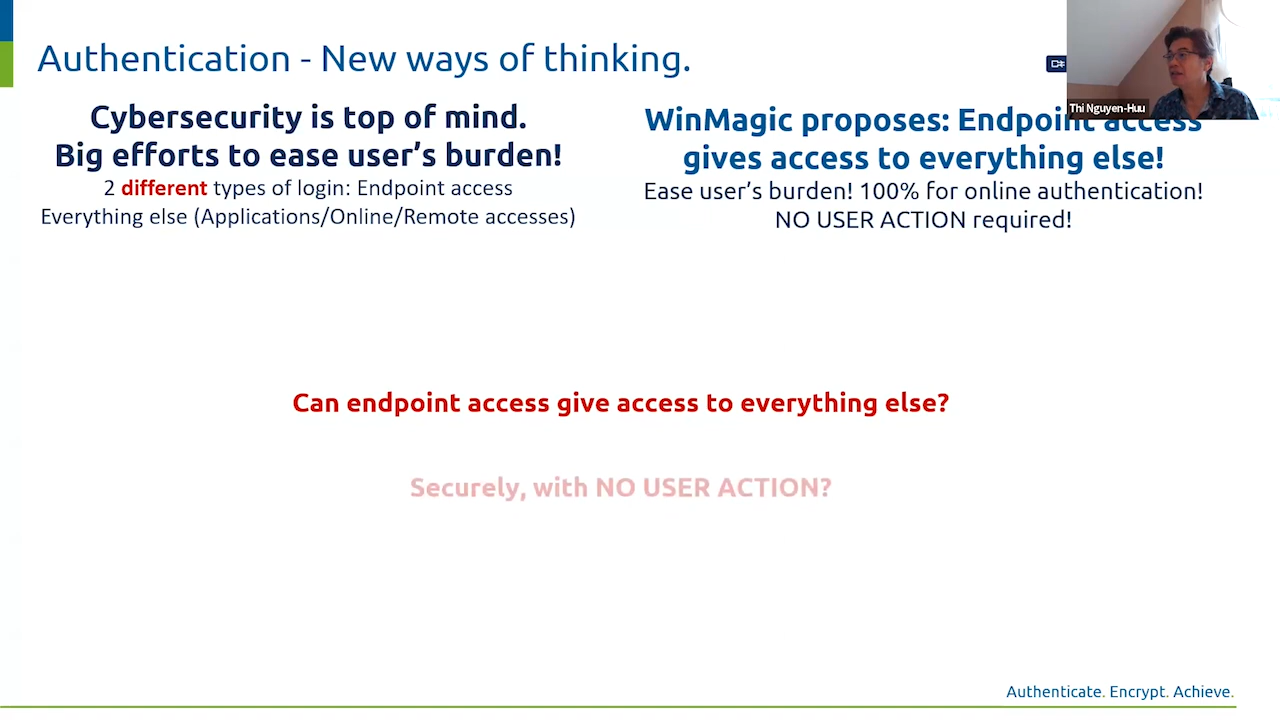 Authentication - New ways of thinking.
Thi Nguyen-Huu
Cybersecurity is top of mind.
Big efforts to ease user's burden!
2 different types of login: Endpoint access
Everything else (Applications/Online/Remote accesses)
WinMagic proposes: Endpoint access
gives access to everything else!
Ease user's burden! 100% for online authentication!
NO USER ACTION required!
Can endpoint access give access to everything else?
Securely, with NO USER ACTION?
Authenticate. Encrypt. Achieve.